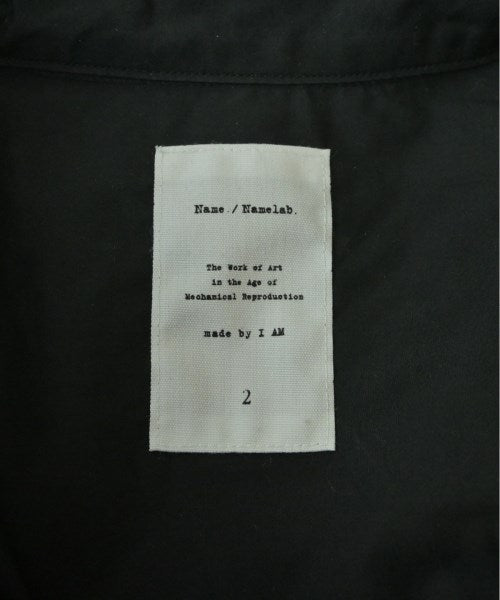 Name./Namelab.
The Work of Art
in the Age of
Mechanical Reproduction
made by I AM
2